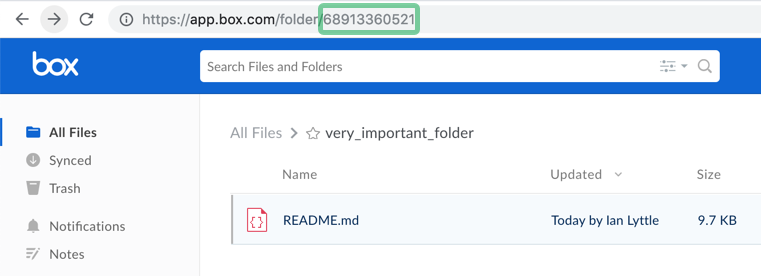 https://app.box.com/folder/68913360521
box
Search Files and Folders
All Files
Synced
Trash
Notifications
Notes
All Files > very_important_folder
Name Updated Size
{} README.md Today by Ian Lyttle 9.7 KB